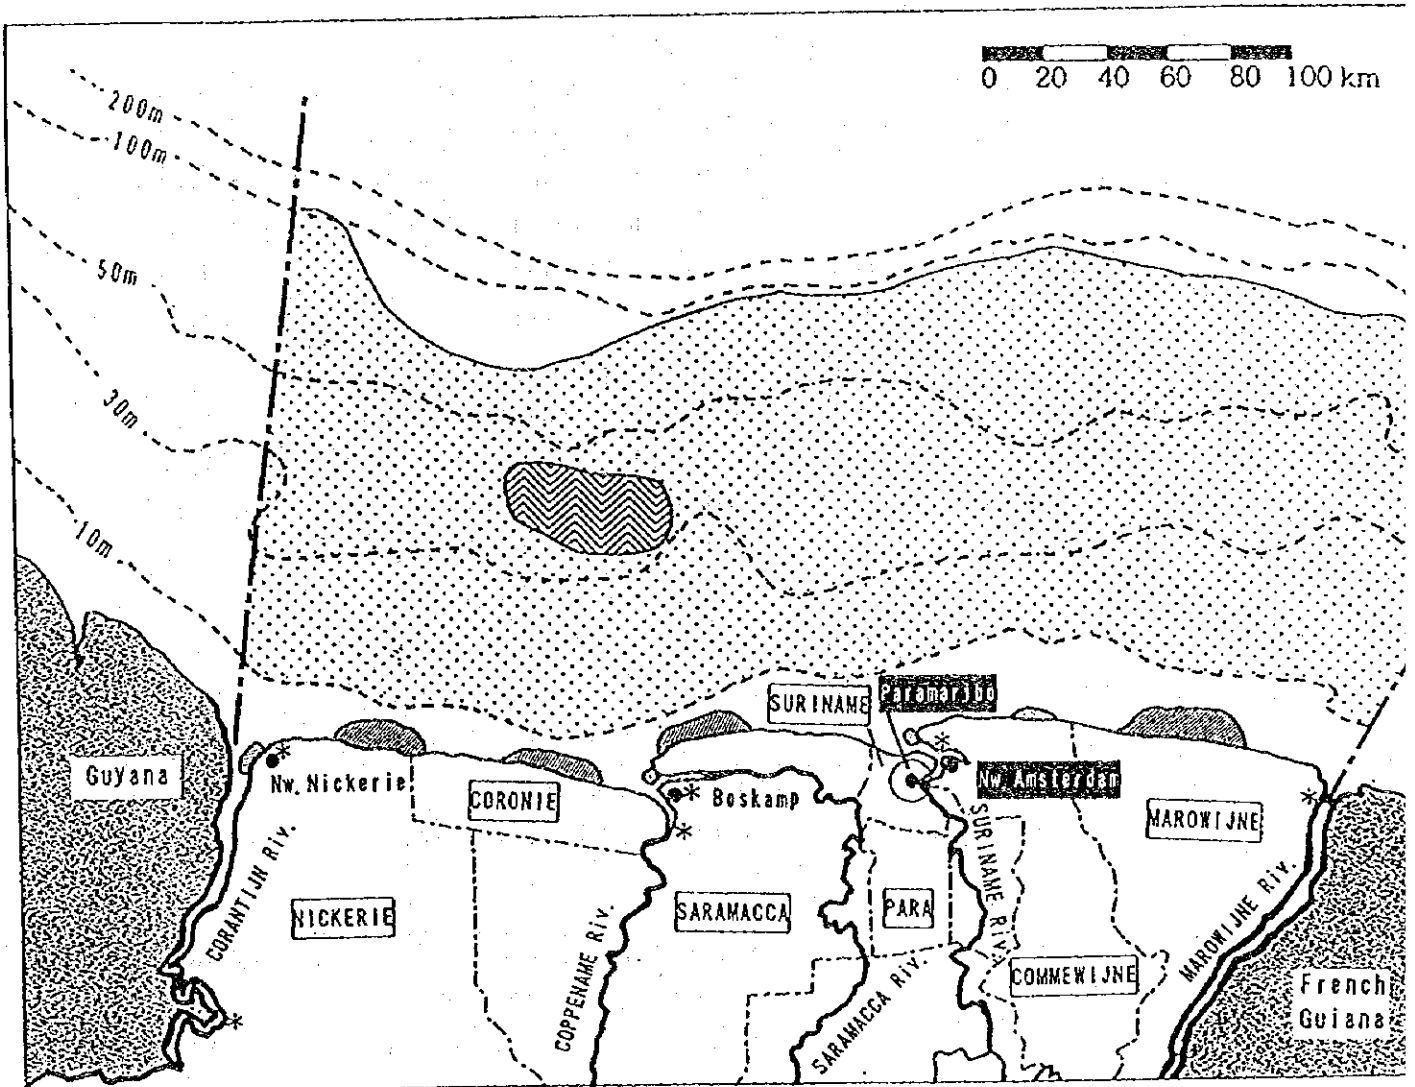 0 20 40 60 80 100 km
200m
100m
50m
30m
10m
SURINAME
Paramaribo
Guyana
Nw. Nickerie
CORONIE
Boskamp
Nw. Amsterdan
MAROWIJNE
CORANTIJN Riv.
NICKERIE
COPPENAME Riv.
SARAMACCA
PARA
SURINAME RIV.
SARAMACCA Riv.
COMMEWIJNE
MAROWIJNE Riv.
French
Guiana